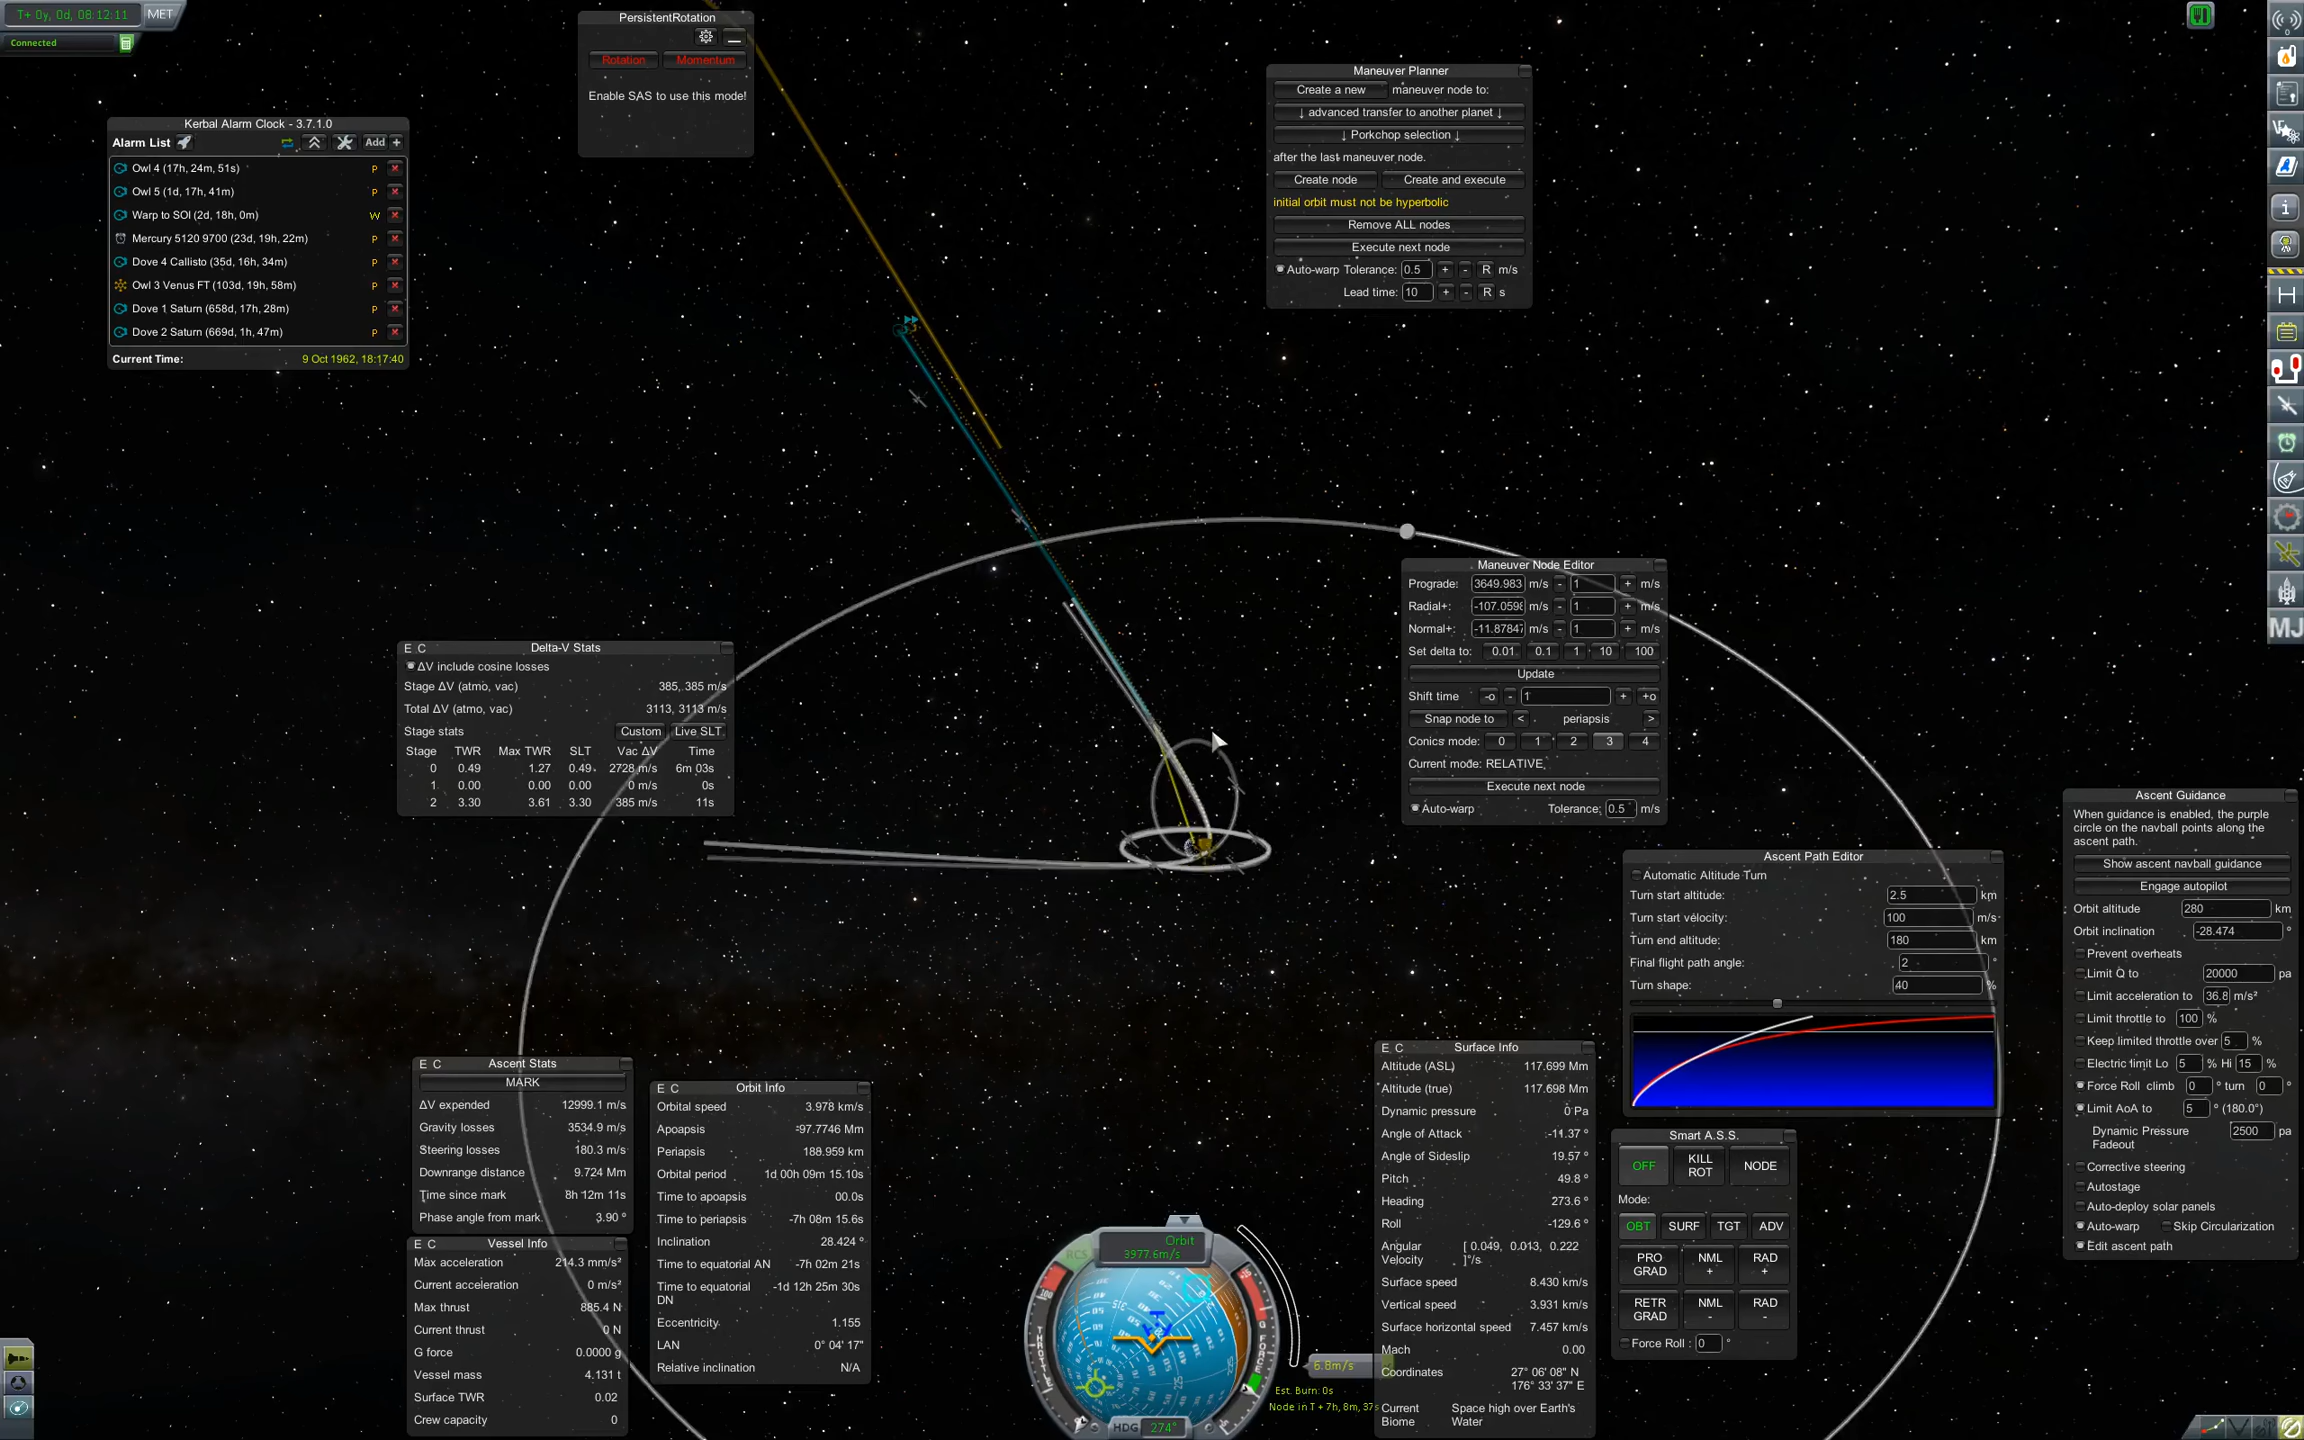 T+ 0y, 0d, 08:12:11 MET
Connected
PersistentRotation
Rotation Momentum
Enable SAS to use this mode!
Kerbal Alarm Clock - 3.7.1.0
Alarm List Add +
Owl 4 (17h, 24m, 51s) P
Owl 5 (1d, 17h, 41m) P
Warp to SOI (2d, 18h, 0m) W
Mercury 5120 9700 (23d, 19h, 22m) P
Dove 4 Callisto (35d, 16h, 34m) P
Owl 3 Venus FT (103d, 19h, 58m) P
Dove 1 Saturn (658d, 17h, 28m) P
Dove 2 Saturn (669d, 1h, 47m) P
Current Time: 9 Oct 1962, 18:17:40
Maneuver Planner
Create a new maneuver node to:
↓ advanced transfer to another planet ↓
↓ Porkchop selection ↓
after the last maneuver node.
Create node Create and execute
initial orbit must not be hyperbolic
Remove ALL nodes
Execute next node
Auto-warp Tolerance: 0.5 + - R m/s
Lead time: 10 + - R s
Maneuver Node Editor
Prograde: 3649.983 m/s - 1 + m/s
Radial+: -107.0598 m/s - 1 + m/s
Normal+: -11.87847 m/s - 1 + m/s
Set delta to: 0.01 0.1 1 10 100
Update
Shift time -o - 1 + +o
Snap node to < periapsis >
Conics mode: 0 1 2 3 4
Current mode: RELATIVE
Execute next node
Auto-warp Tolerance: 0.5 m/s
E C Delta-V Stats
ΔV include cosine losses
Stage ΔV (atmo, vac) 385, 385 m/s
Total ΔV (atmo, vac) 3113, 3113 m/s
Stage stats Custom Live SLT
Stage TWR Max TWR SLT Vac ΔV Time
0 0.49 1.27 0.49 2728 m/s 6m 03s
1 0.00 0.00 0.00 0 m/s 0s
2 3.30 3.61 3.30 385 m/s 11s
Ascent Guidance
When guidance is enabled, the purple
circle on the navball points along the
ascent path.
Show ascent navball guidance
Engage autopilot
Orbit altitude 280 km
Orbit inclination -28.474 °
Prevent overheats
Limit Q to 20000 pa
Limit acceleration to 36.8 m/s²
Limit throttle to 100 %
Keep limited throttle over 5 %
Electric limit Lo 5 % Hi 15 %
Force Roll climb 0 ° turn 0 °
Limit AoA to 5 ° (180.0°)
Dynamic Pressure 2500 pa
Fadeout
Corrective steering
Autostage
Auto-deploy solar panels
Auto-warp Skip Circularization
Edit ascent path
Ascent Path Editor
Automatic Altitude Turn
Turn start altitude: 2.5 km
Turn start velocity: 100 m/s
Turn end altitude: 180 km
Final flight path angle: 2 °
Turn shape: 40 %
E C Ascent Stats
MARK
ΔV expended 12999.1 m/s
Gravity losses 3534.9 m/s
Steering losses 180.3 m/s
Downrange distance 9.724 Mm
Time since mark 8h 12m 11s
Phase angle from mark 3.90 °
E C Vessel Info
Max acceleration 214.3 mm/s²
Current acceleration 0 m/s²
Max thrust 885.4 N
Current thrust 0 N
G force 0.0000 g
Vessel mass 4.131 t
Surface TWR 0.02
Crew capacity 0
E C Orbit Info
Orbital speed 3.978 km/s
Apoapsis -97.7746 Mm
Periapsis 188.959 km
Orbital period 1d 00h 09m 15.10s
Time to apoapsis 00.0s
Time to periapsis -7h 08m 15.6s
Inclination 28.424 °
Time to equatorial AN -7h 02m 21s
Time to equatorial -1d 12h 25m 30s
DN
Eccentricity 1.155
LAN 0° 04' 17"
Relative inclination N/A
E C Surface Info
Altitude (ASL) 117.699 Mm
Altitude (true) 117.698 Mm
Dynamic pressure 0 Pa
Angle of Attack -11.37 °
Angle of Sideslip 19.57 °
Pitch 49.8 °
Heading 273.6 °
Roll -129.6 °
Angular [ 0.049, 0.013, 0.222
Velocity ]°/s
Surface speed 8.430 km/s
Vertical speed 3.931 km/s
Surface horizontal speed 7.457 km/s
Mach 0.00
Coordinates 27° 06' 08" N
176° 33' 37" E
Current Space high over Earth's
Biome Water
Smart A.S.S.
OFF KILL ROT NODE
Mode:
OBT SURF TGT ADV
PRO GRAD NML + RAD +
RETR GRAD NML - RAD -
Force Roll : 0 °
RCS Orbit
3977.6m/s
HDG 274°
6.8m/s
Est. Burn: 0s
Node in T + 7h, 8m, 37s
MJ